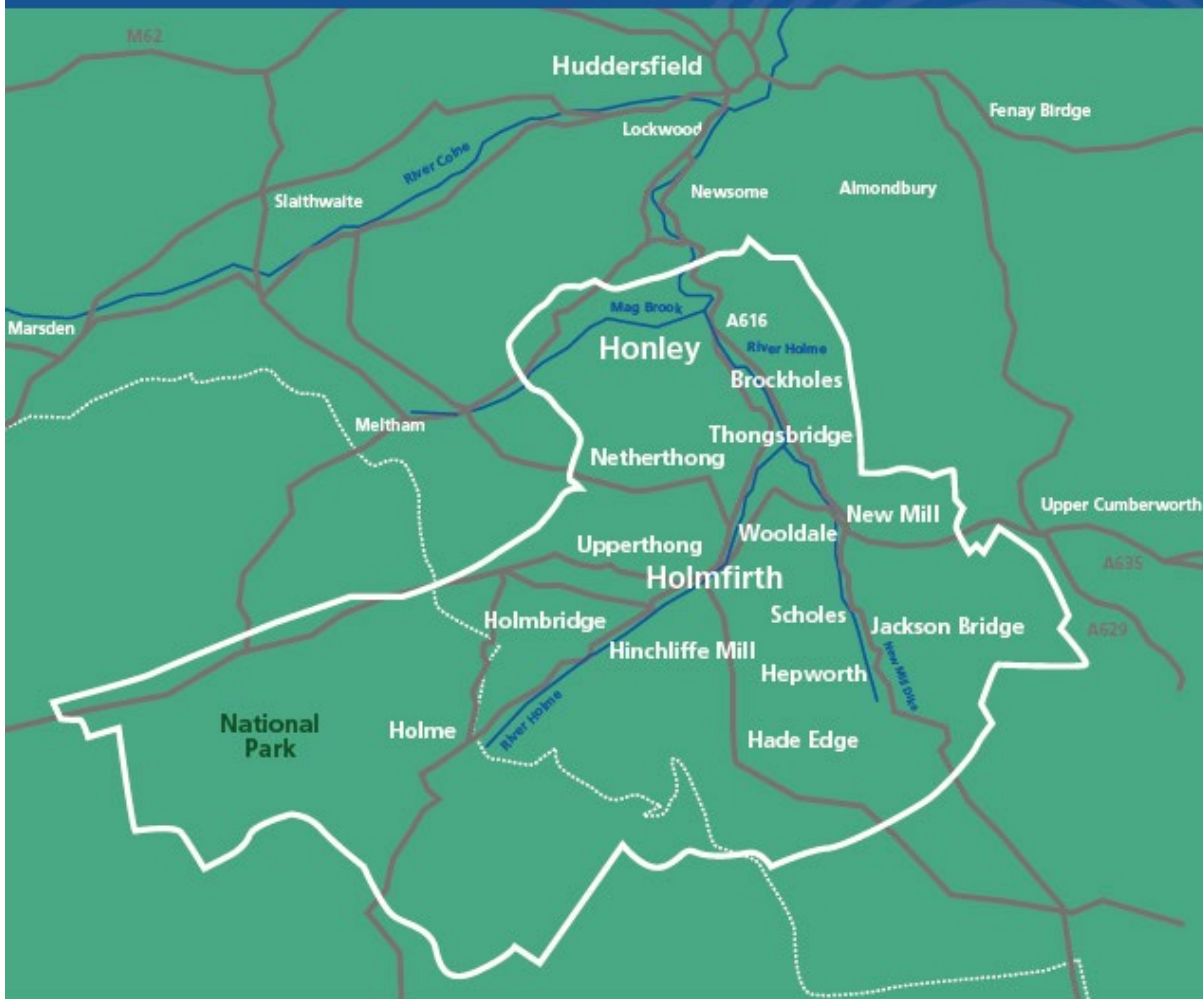 M62
Huddersfield
Fenay Birdge
Lockwood
River Colne
Slaithwaite
Newsome
Almondbury
Marsden
Mag Brook
A616
Honley
River Holme
Brockholes
Meltham
Thongsbridge
Netherthong
Upper Cumberworth
New Mill
Wooldale
Upperthong
A635
Holmfirth
Scholes
Holmbridge
Jackson Bridge
A629
Hinchliffe Mill
Hepworth
New Mill Dike
River Holme
National
Park
Holme
Hade Edge